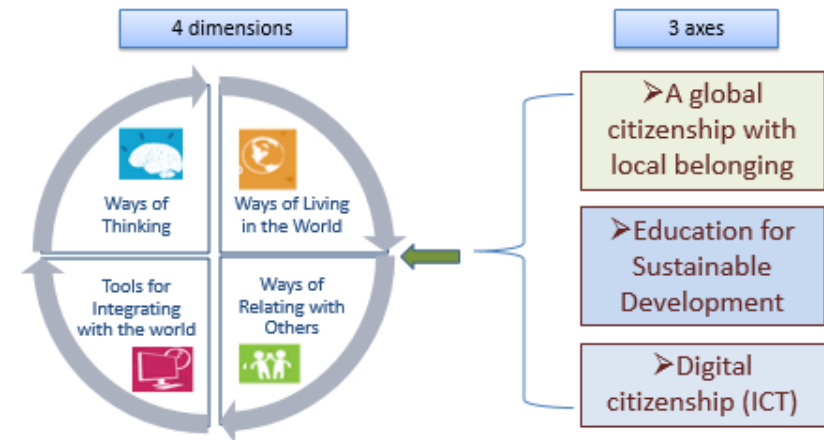 4 dimensions
Ways of
Thinking
Ways of Living
in the World
Tools for
Integrating
with the world
Ways of
Relating with
Others
3 axes
➢A global
citizenship with
local belonging
➢Education for
Sustainable
Development
➢Digital
citizenship (ICT)